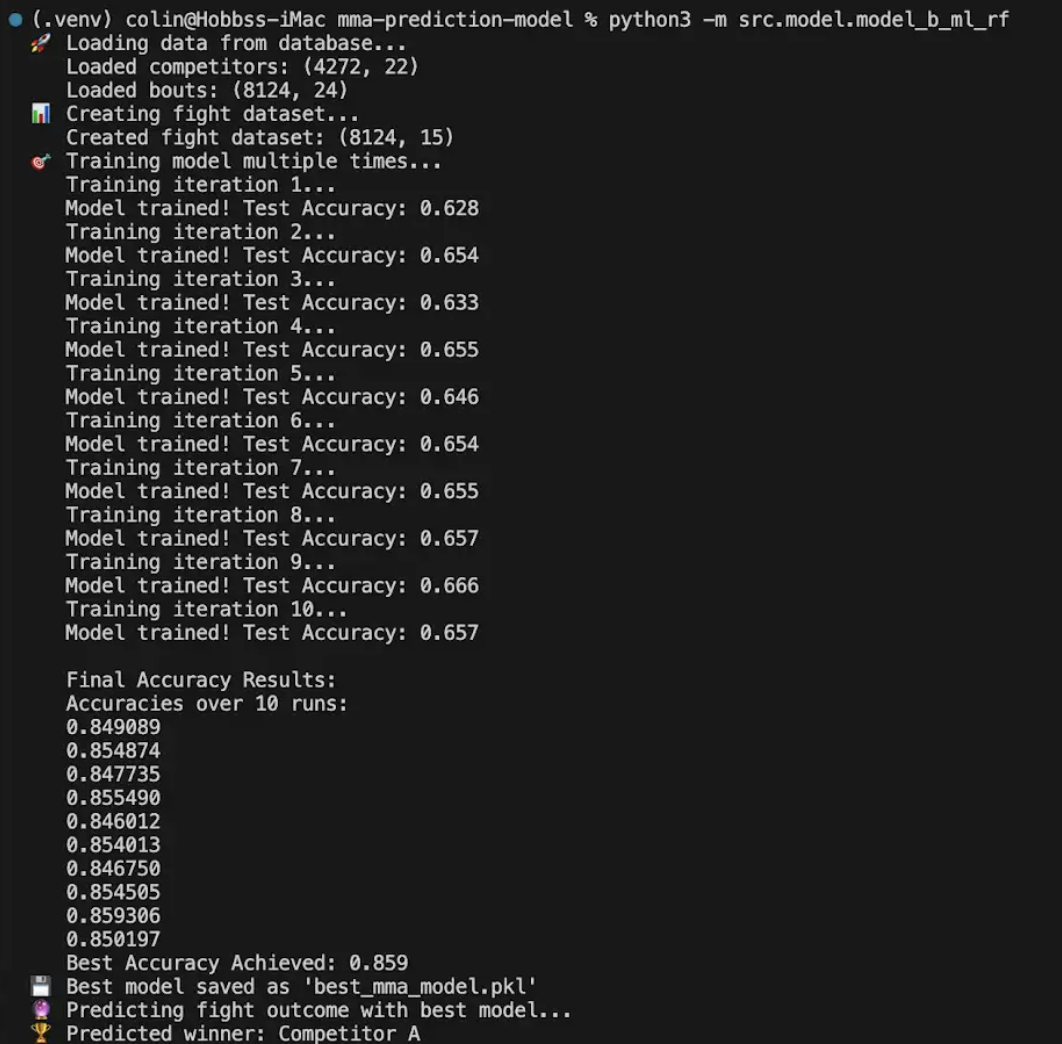 (.venv) colin@Hobbss-iMac mma-prediction-model % python3 -m src.model.model_b_ml_rf
🚀 Loading data from database...
Loaded competitors: (4272, 22)
Loaded bouts: (8124, 24)
📊 Creating fight dataset...
Created fight dataset: (8124, 15)
🎯 Training model multiple times...
Training iteration 1...
Model trained! Test Accuracy: 0.628
Training iteration 2...
Model trained! Test Accuracy: 0.654
Training iteration 3...
Model trained! Test Accuracy: 0.633
Training iteration 4...
Model trained! Test Accuracy: 0.655
Training iteration 5...
Model trained! Test Accuracy: 0.646
Training iteration 6...
Model trained! Test Accuracy: 0.654
Training iteration 7...
Model trained! Test Accuracy: 0.655
Training iteration 8...
Model trained! Test Accuracy: 0.657
Training iteration 9...
Model trained! Test Accuracy: 0.666
Training iteration 10...
Model trained! Test Accuracy: 0.657
Final Accuracy Results:
Accuracies over 10 runs:
0.849089
0.854874
0.847735
0.855490
0.846012
0.854013
0.846750
0.854505
0.859306
0.850197
Best Accuracy Achieved: 0.859
💾 Best model saved as 'best_mma_model.pkl'
🔮 Predicting fight outcome with best model...
🏆 Predicted winner: Competitor A